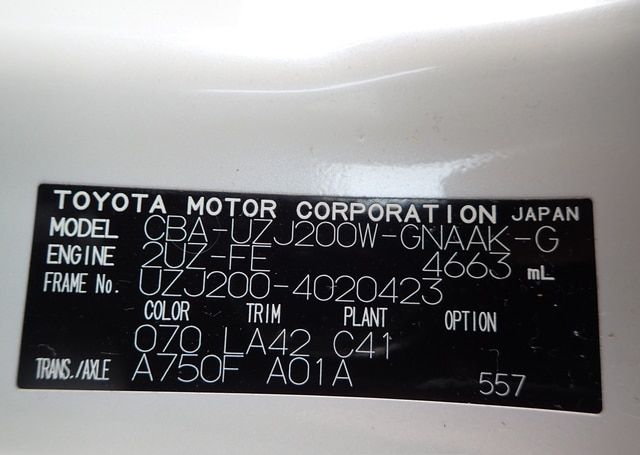 TOYOTA MOTOR CORPORATION JAPAN
MODEL CBA-UZJ200W-GNAAK-G
ENGINE 2UZ-FE 4663 mL
FRAME No. UZJ200-4020423
COLOR TRIM PLANT OPTION
070 LA42 C41
TRANS./AXLE A750F A01A 557